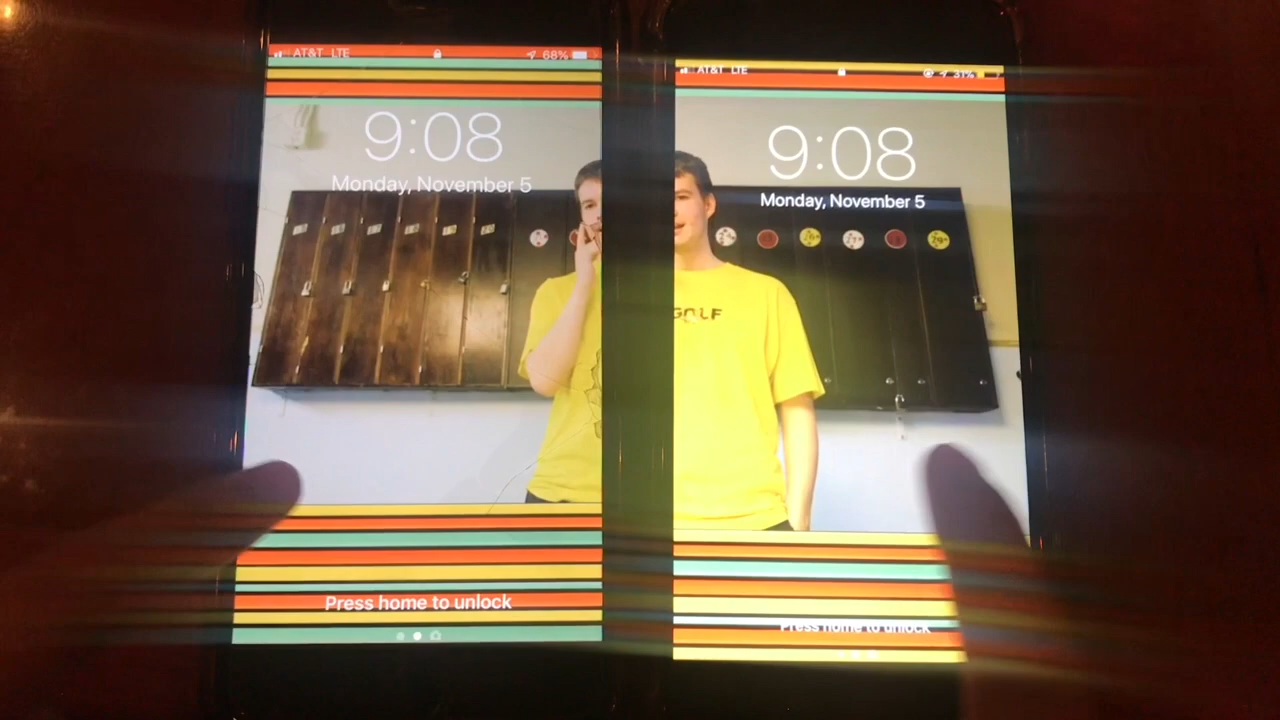 AT&T LTE 68%
9:08
Monday, November 5
Press home to unlock
AT&T LTE 31%
9:08
Monday, November 5
GOLF
Press home to unlock